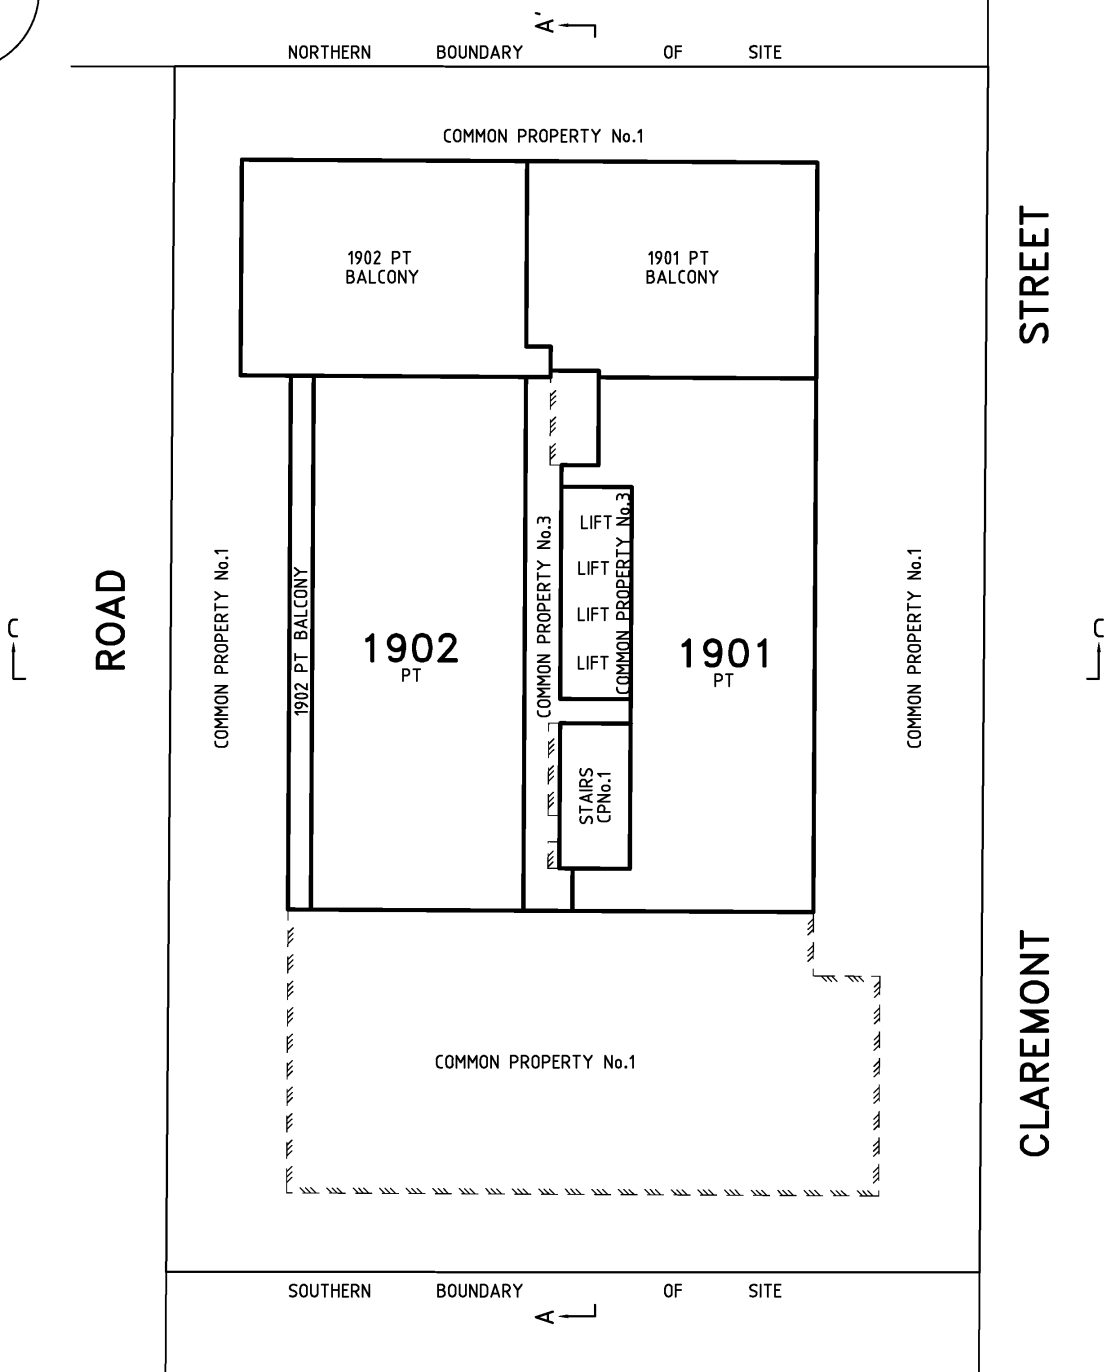 A'
NORTHERN BOUNDARY OF SITE
COMMON PROPERTY No.1
1902 PT
BALCONY
1901 PT
BALCONY
STREET
ROAD
C
COMMON PROPERTY No.1
1902 PT BALCONY
1902
PT
COMMON PROPERTY No.3
LIFT
LIFT
LIFT
LIFT
COMMON PROPERTY No.3
STAIRS
CPNo.1
1901
PT
COMMON PROPERTY No.1
C
COMMON PROPERTY No.1
CLAREMONT
SOUTHERN BOUNDARY OF SITE
A